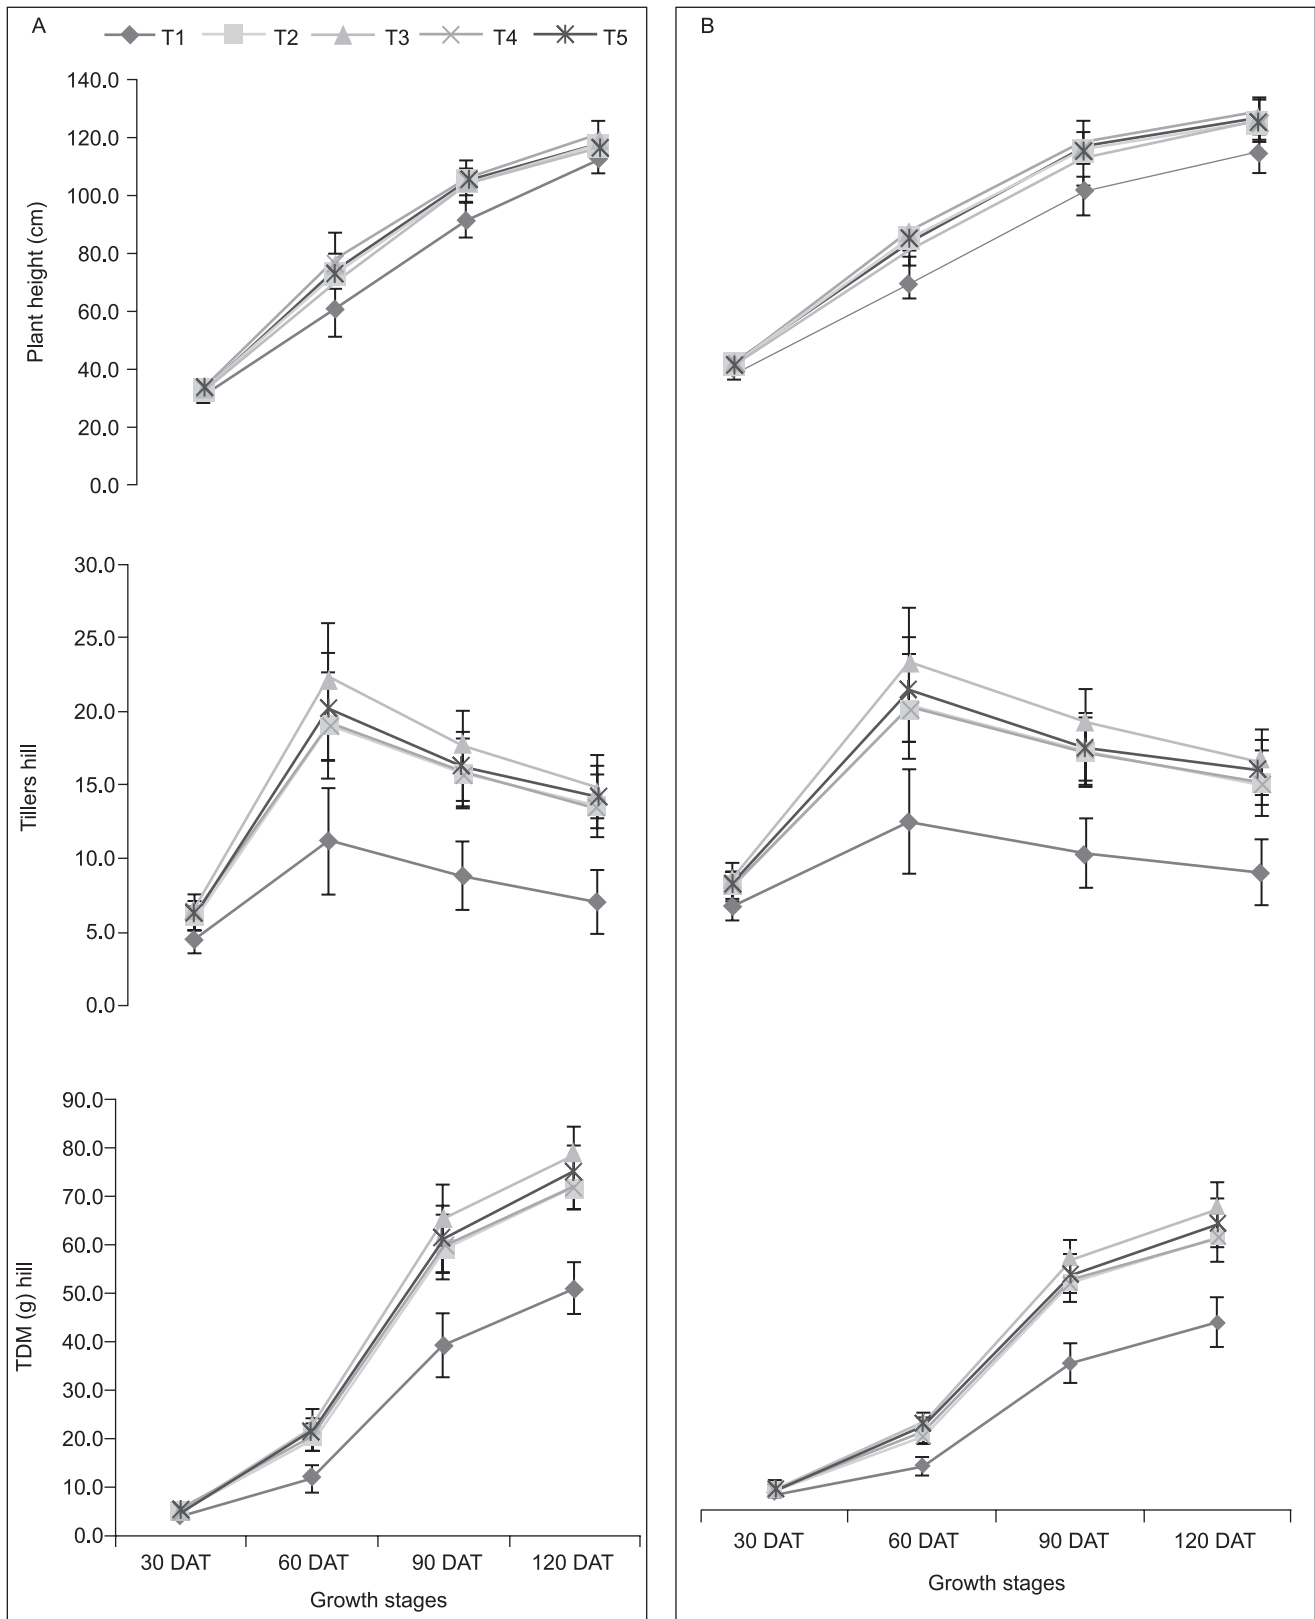 A
T1 T2 T3 T4 T5
140.0
120.0
100.0
80.0
60.0
40.0
20.0
0.0
Plant height (cm)
30.0
25.0
20.0
15.0
10.0
5.0
0.0
Tillers hill
90.0
80.0
70.0
60.0
50.0
40.0
30.0
20.0
10.0
0.0
TDM (g) hill
30 DAT 60 DAT 90 DAT 120 DAT
Growth stages
B
30 DAT 60 DAT 90 DAT 120 DAT
Growth stages